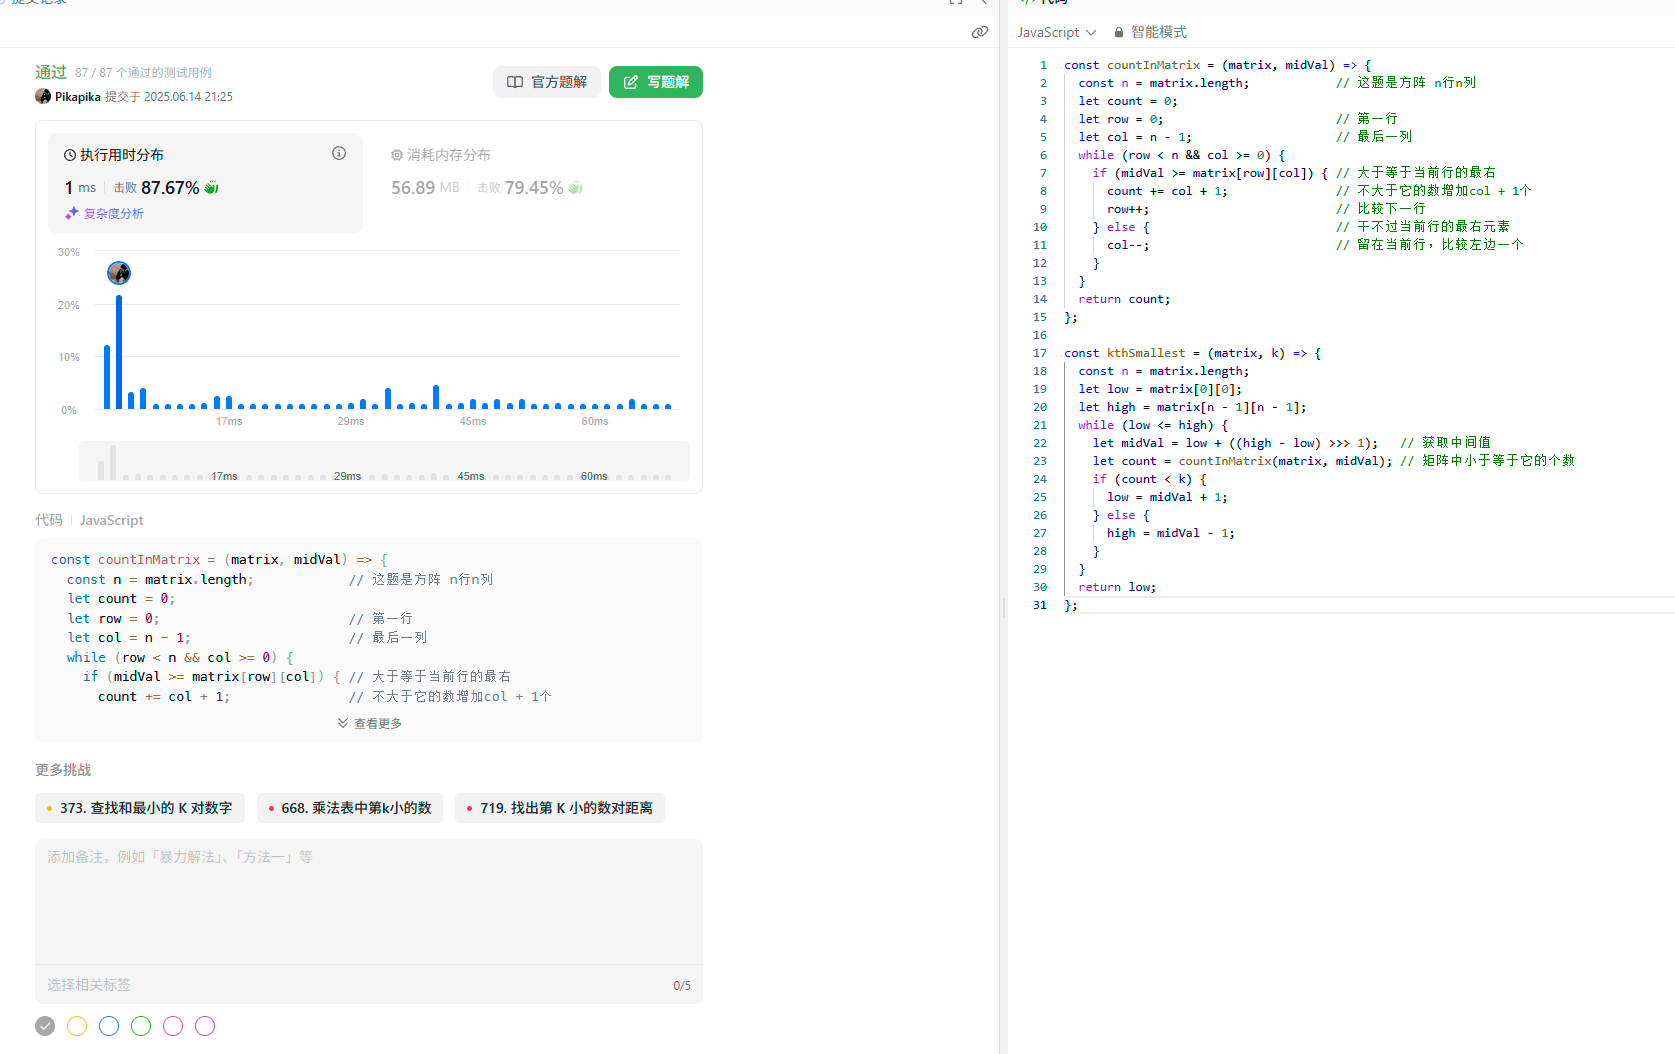 提交记录
通过 87 / 87 个通过的测试用例
Pikapika 提交于 2025.06.14 21:25
官方题解
写题解
执行用时分布
1 ms 击败 87.67%
复杂度分析
消耗内存分布
56.89 MB 击败 79.45%
30%
20%
10%
0%
17ms 29ms 45ms 60ms
17ms 29ms 45ms 60ms
代码 JavaScript
const countInMatrix = (matrix, midVal) => {
  const n = matrix.length;            // 这题是方阵 n行n列
  let count = 0;
  let row = 0;                        // 第一行
  let col = n - 1;                    // 最后一列
  while (row < n && col >= 0) {
    if (midVal >= matrix[row][col]) { // 大于等于当前行的最右
      count += col + 1;               // 不大于它的数增加col + 1个
查看更多
更多挑战
373. 查找和最小的 K 对数字
668. 乘法表中第k小的数
719. 找出第 K 小的数对距离
添加备注，例如「暴力解法」、「方法一」等
选择相关标签
0/5
代码
JavaScript 智能模式
1 const countInMatrix = (matrix, midVal) => {
2   const n = matrix.length;            // 这题是方阵 n行n列
3   let count = 0;
4   let row = 0;                        // 第一行
5   let col = n - 1;                    // 最后一列
6   while (row < n && col >= 0) {
7     if (midVal >= matrix[row][col]) { // 大于等于当前行的最右
8       count += col + 1;               // 不大于它的数增加col + 1个
9       row++;                          // 比较下一行
10     } else {                          // 干不过当前行的最右元素
11       col--;                          // 留在当前行，比较左边一个
12     }
13   }
14   return count;
15 };
16
17 const kthSmallest = (matrix, k) => {
18   const n = matrix.length;
19   let low = matrix[0][0];
20   let high = matrix[n - 1][n - 1];
21   while (low <= high) {
22     let midVal = low + ((high - low) >>> 1);   // 获取中间值
23     let count = countInMatrix(matrix, midVal); // 矩阵中小于等于它的个数
24     if (count < k) {
25       low = midVal + 1;
26     } else {
27       high = midVal - 1;
28     }
29   }
30   return low;
31 };